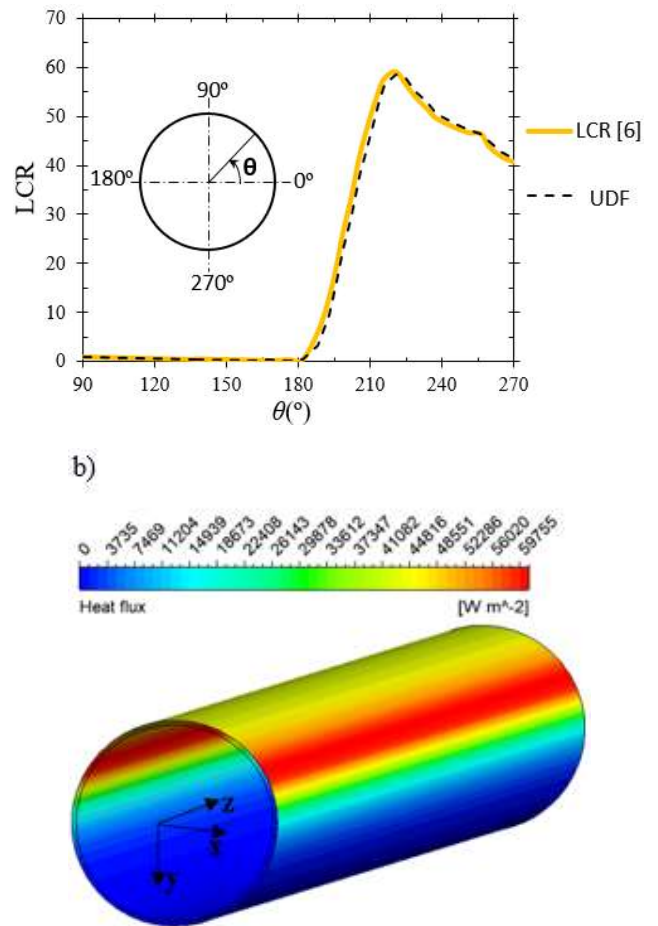 70
60
50
40
30
20
10
0
LCR
90 120 150 180 210 240 270
θ(º)
90º
180º
0º
270º
θ
LCR [6]
UDF
b)
0 3735 7469 11204 14939 18673 22408 26143 29878 33612 37347 41082 44816 48551 52286 56020 59755
Heat flux [W m^-2]
Z
X
Y